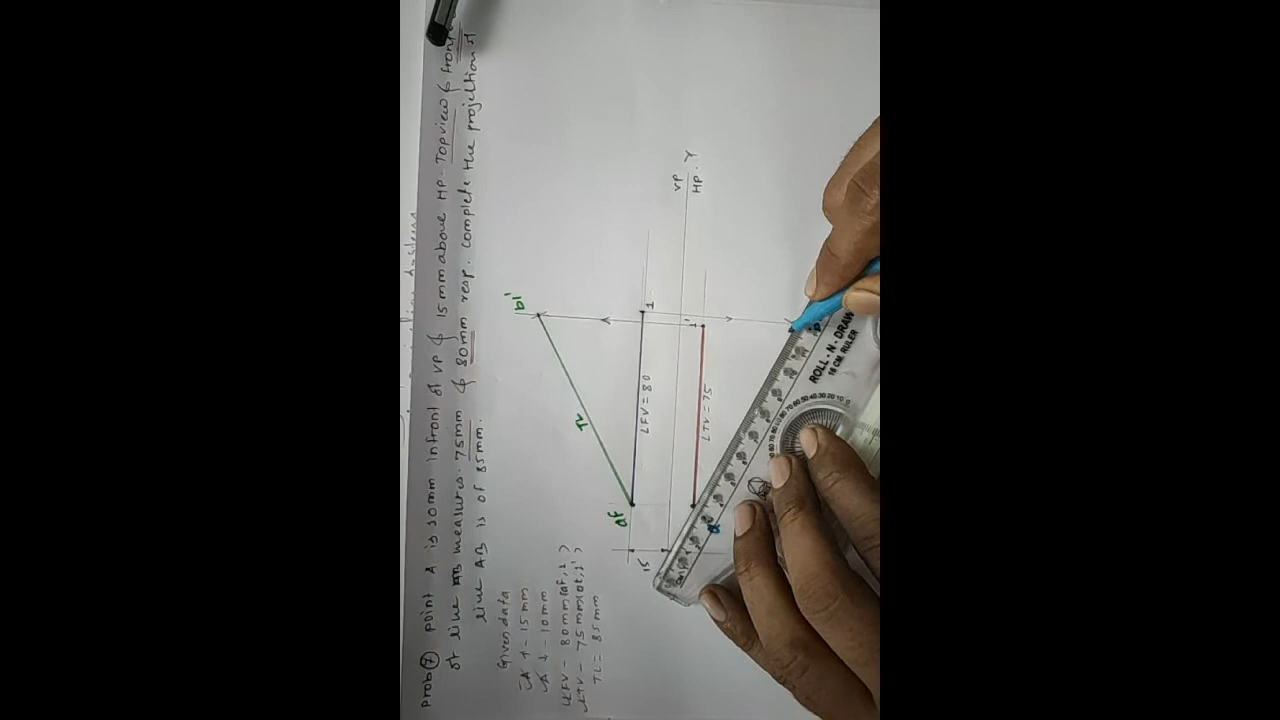 Prob 7 point A is 10mm infront of VP & 15mm above HP. Topview & front
of line AB measures 75mm & 80mm resp. complete the projection of
line AB is of 85mm.
Given data
A ↑ - 15mm
A ↓ - 10mm
LFV - 80mm (af, 1)
LTV - 75mm
TL = 85mm
15
af
TL
b1'
LFV = 80
1
VP
HP
Y
1'
LTV = 75
a
ROLL-N-DRAW
15 CM. RULER